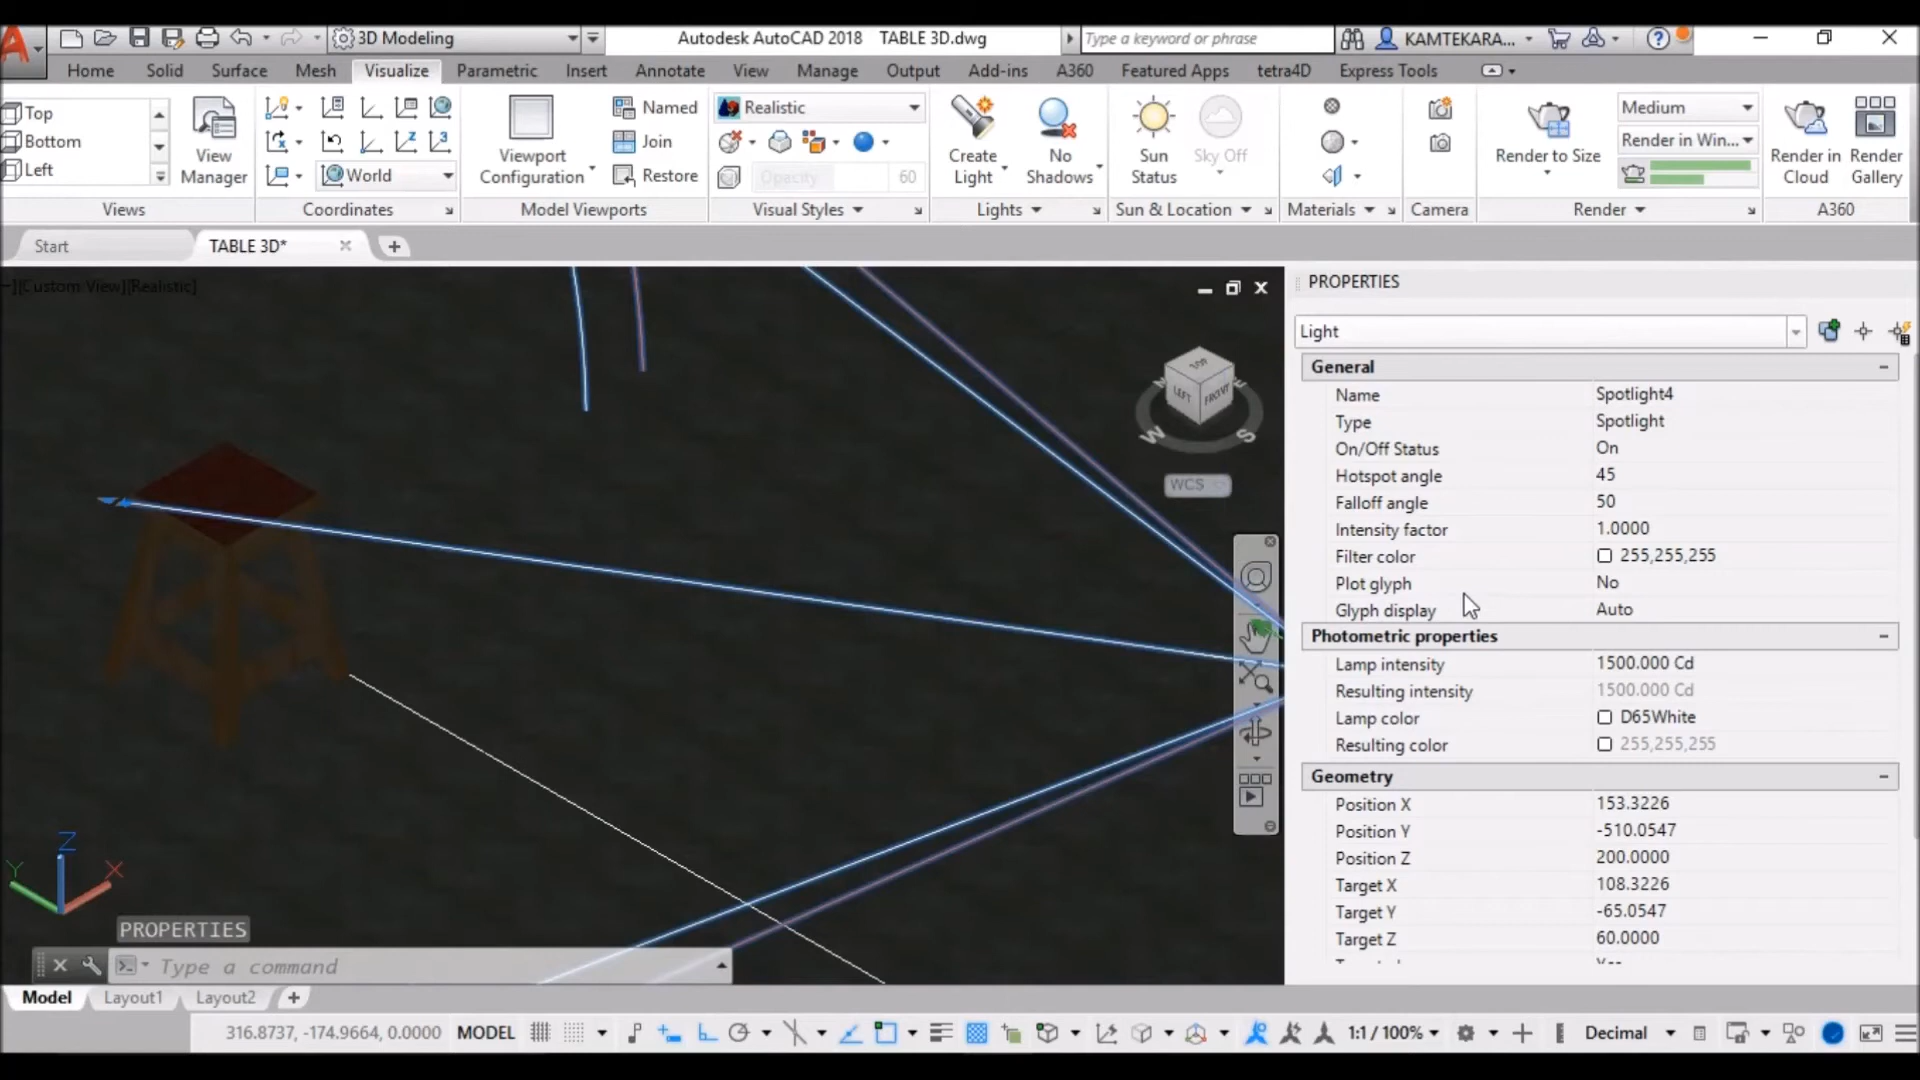 3D Modeling
Autodesk AutoCAD 2018 TABLE 3D.dwg
Type a keyword or phrase
KAMTEKARA...
Home Solid Surface Mesh Visualize Parametric Insert Annotate View Manage Output Add-ins A360 Featured Apps tetra4D Express Tools
Top
Bottom
Left
View
Manager
World
Viewport
Configuration
Named
Join
Restore
Realistic
Opacity 60
Create
Light
No
Shadows
Sun
Status
Sky Off
Render to Size
Medium
Render in Win...
Render in
Cloud
Render
Gallery
Views Coordinates Model Viewports Visual Styles Lights Sun & Location Materials Camera Render A360
Start TABLE 3D*
[Custom View][Realistic]
TOP
LEFT FRONT
W S
WCS
PROPERTIES
Light
General
Name Spotlight4
Type Spotlight
On/Off Status On
Hotspot angle 45
Falloff angle 50
Intensity factor 1.0000
Filter color 255,255,255
Plot glyph No
Glyph display Auto
Photometric properties
Lamp intensity 1500.000 Cd
Resulting intensity 1500.000 Cd
Lamp color D65White
Resulting color 255,255,255
Geometry
Position X 153.3226
Position Y -510.0547
Position Z 200.0000
Target X 108.3226
Target Y -65.0547
Target Z 60.0000
Z
Y X
PROPERTIES
Type a command
Model Layout1 Layout2
316.8737, -174.9664, 0.0000 MODEL 1:1 / 100% Decimal